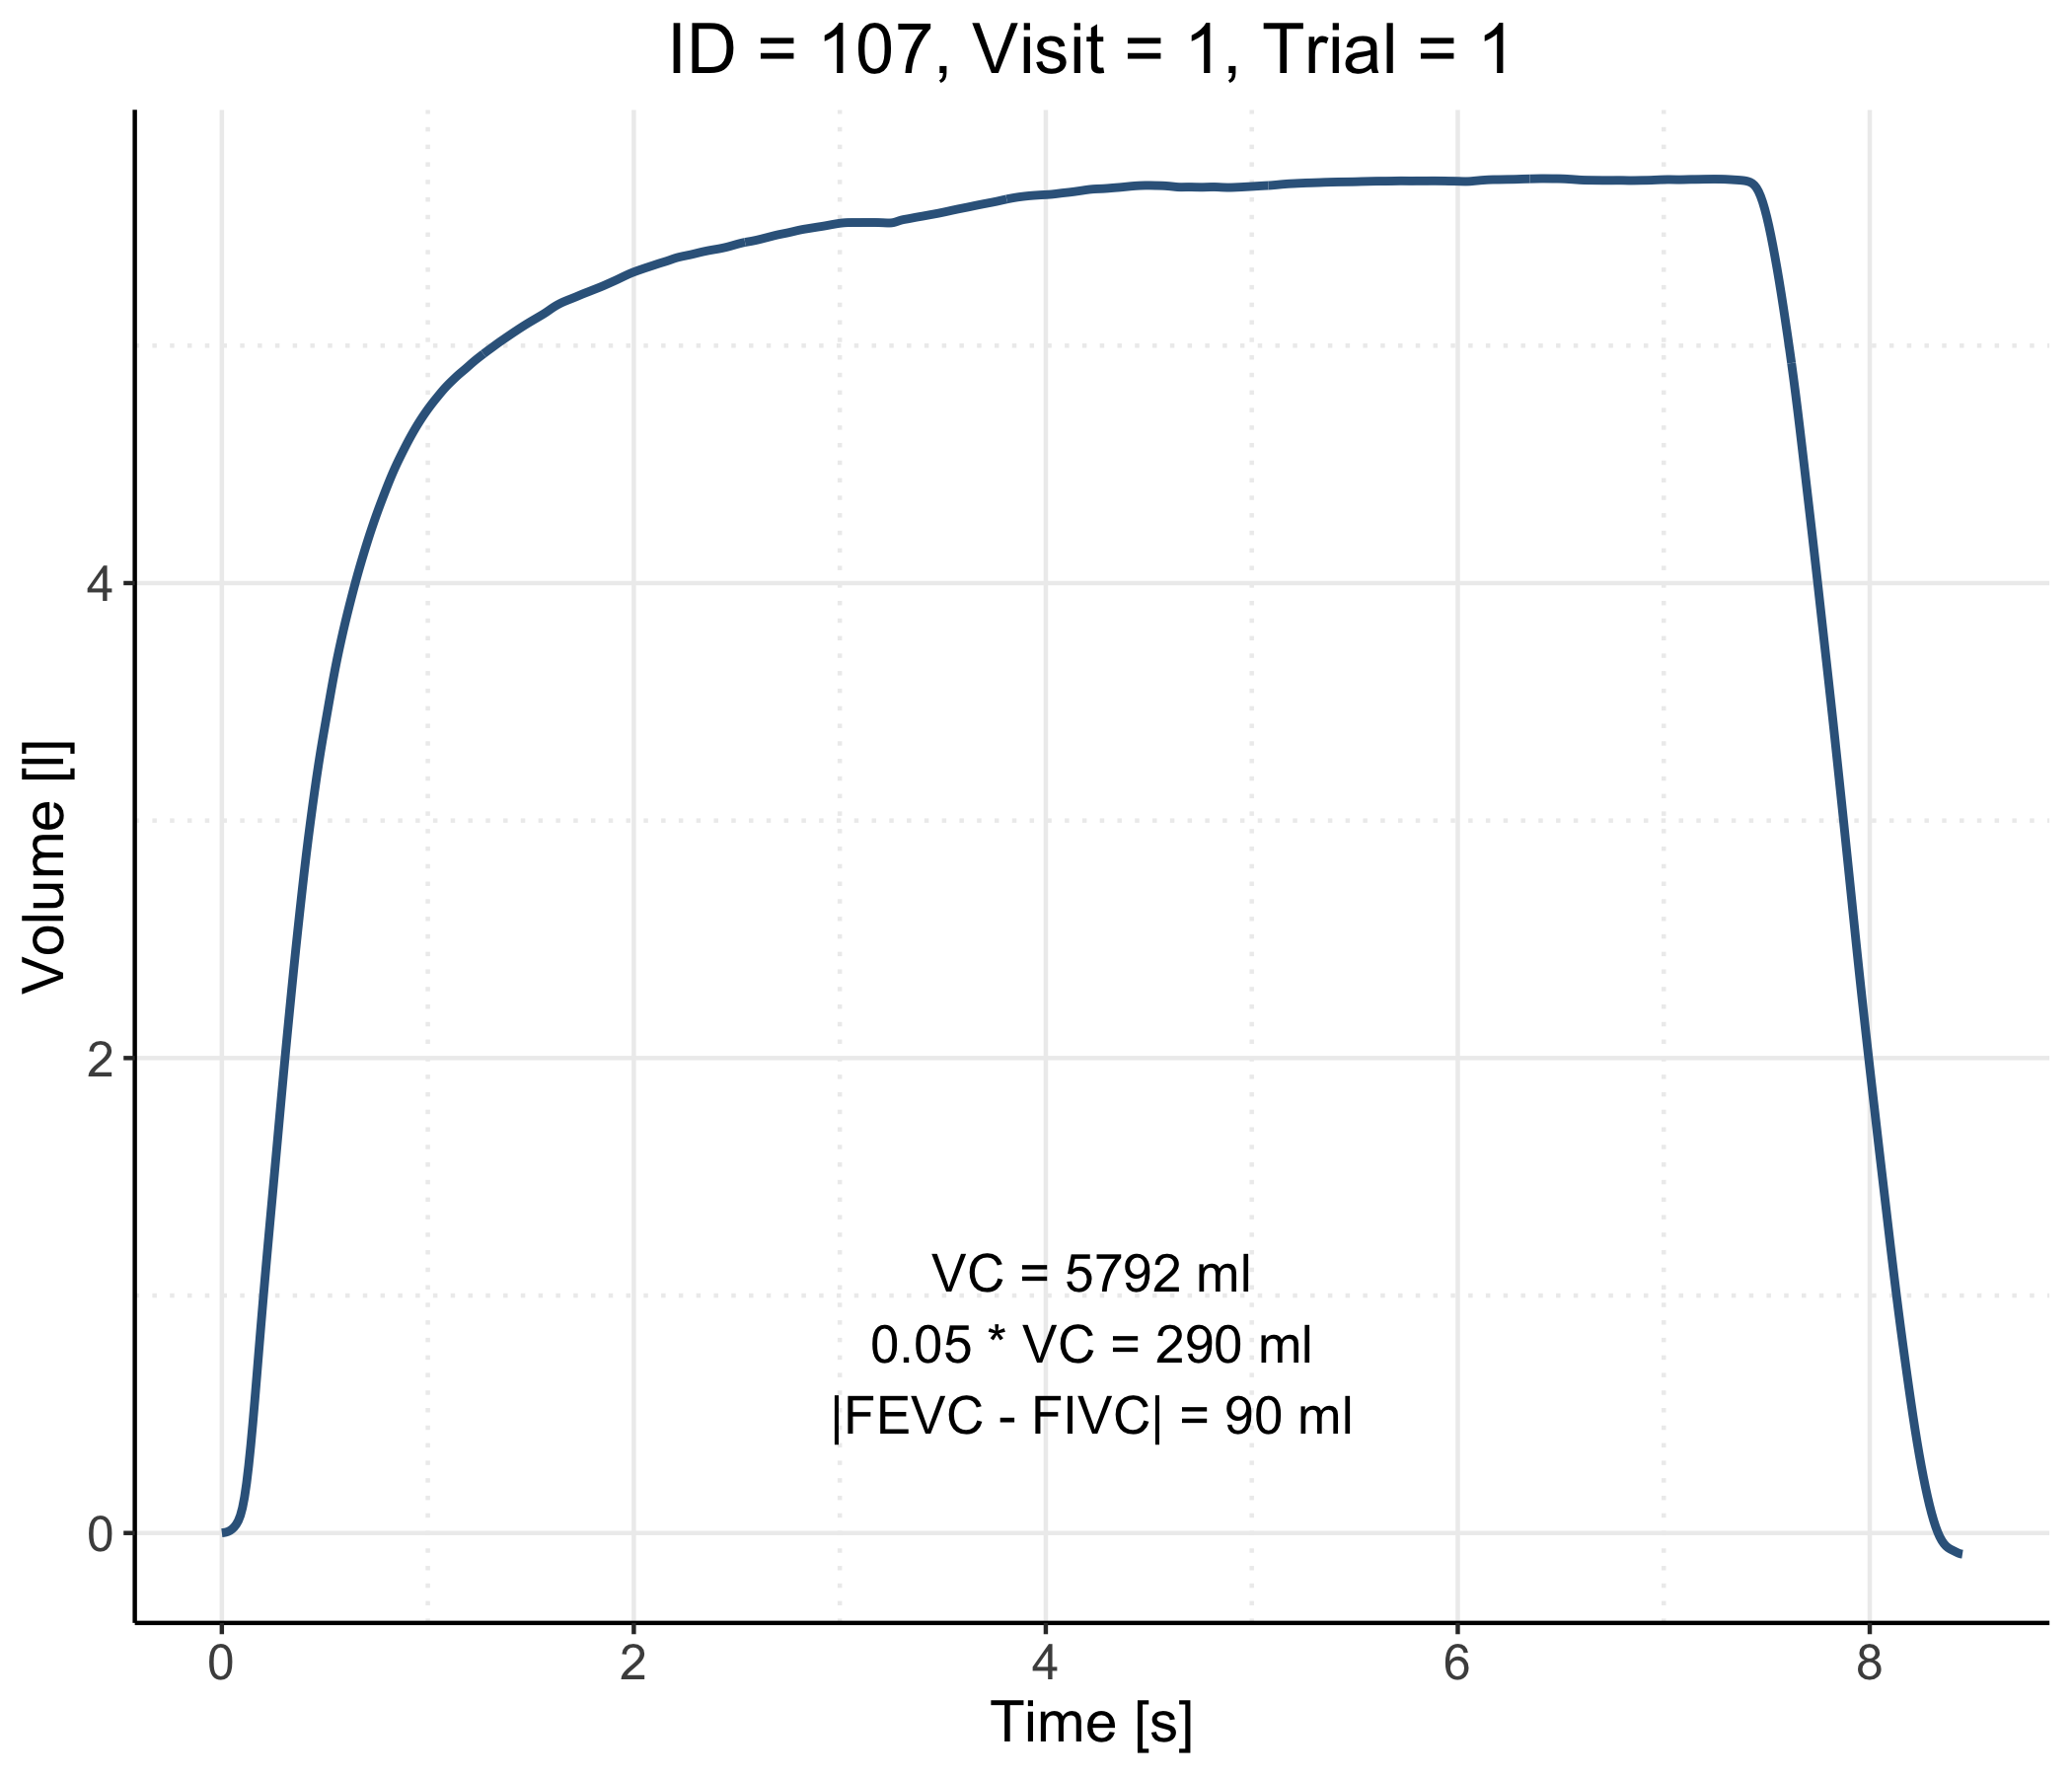 ID = 107, Visit = 1, Trial = 1
Volume [l]
4
2
0
VC = 5792 ml
0.05 * VC = 290 ml
|FEVC - FIVC| = 90 ml
0 2 4 6 8
Time [s]